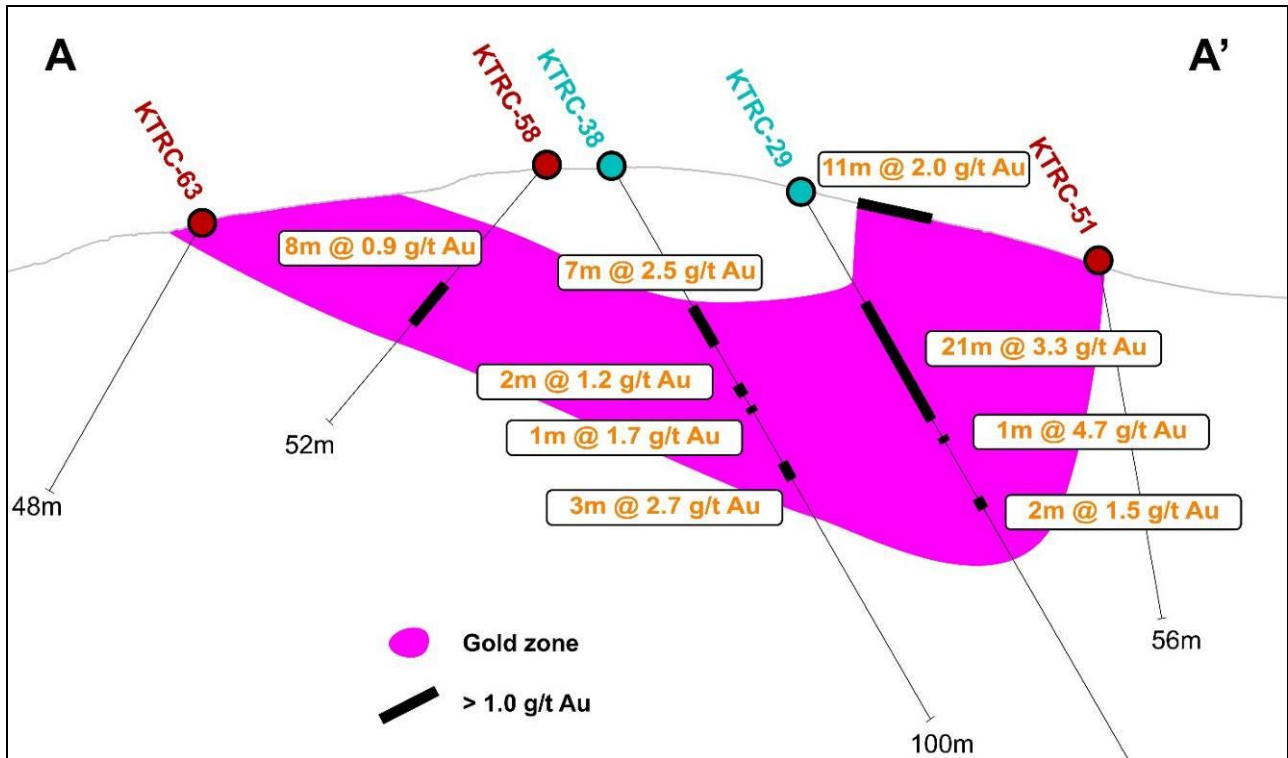 A
A'
KTRC-63
KTRC-58
KTRC-38
KTRC-29
KTRC-51
11m @ 2.0 g/t Au
8m @ 0.9 g/t Au
7m @ 2.5 g/t Au
21m @ 3.3 g/t Au
2m @ 1.2 g/t Au
1m @ 1.7 g/t Au
1m @ 4.7 g/t Au
3m @ 2.7 g/t Au
2m @ 1.5 g/t Au
52m
48m
56m
100m
Gold zone
> 1.0 g/t Au